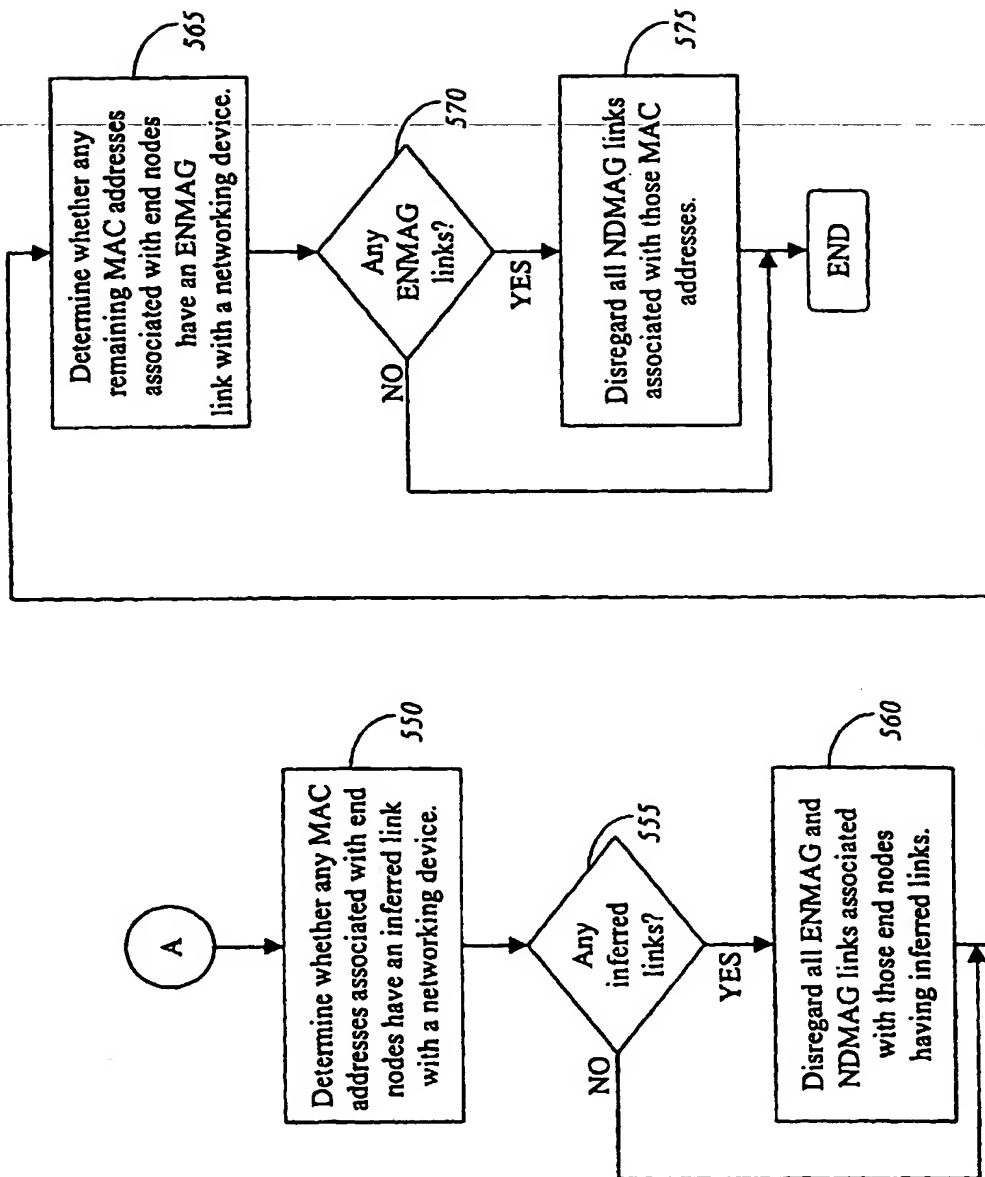 A
550
Determine whether any MAC
addresses associated with end
nodes have an inferred link
with a networking device.
555
Any
inferred
links?
NO
YES
560
Disregard all ENMAG and
NDMAG links associated
with those end nodes
having inferred links.
565
Determine whether any
remaining MAC addresses
associated with end nodes
have an ENMAG
link with a networking device.
570
Any
ENMAG
links?
NO
YES
575
Disregard all NDMAG links
associated with those MAC
addresses.
END